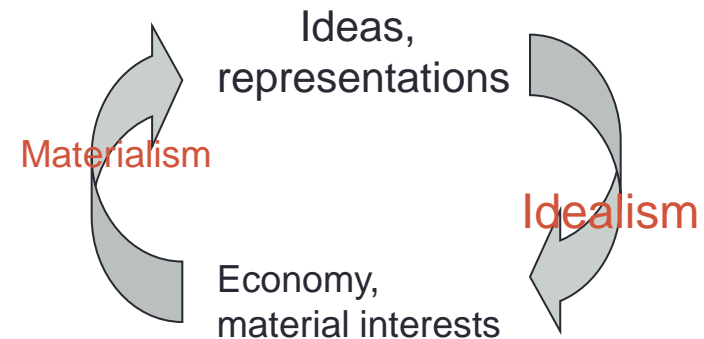 Ideas,
representations
Materialism
Idealism
Economy,
material interests